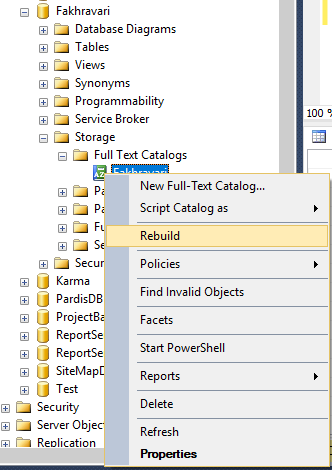 Fakhravari
Database Diagrams
Tables
Views
Synonyms
Programmability
Service Broker
Storage
100 %
Full Text Catalogs
Fakhravari
New Full-Text Catalog...
Script Catalog as
Rebuild
Policies
Find Invalid Objects
Facets
Start PowerShell
Reports
Delete
Refresh
Properties
Pa
Pa
Fu
Se
Secu
Karma
PardisDB
ProjectBa
ReportSe
ReportSe
SiteMapD
Test
Security
Server Objec
Replication